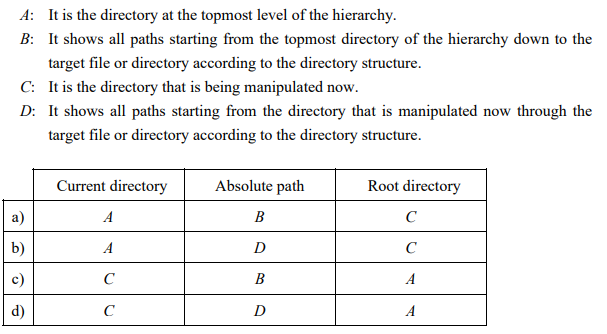 A: It is the directory at the topmost level of the hierarchy.
B: It shows all paths starting from the topmost directory of the hierarchy down to the
target file or directory according to the directory structure.
C: It is the directory that is being manipulated now.
D: It shows all paths starting from the directory that is manipulated now through the
target file or directory according to the directory structure.
Current directory Absolute path Root directory
a) A B C
b) A D C
c) C B A
d) C D A